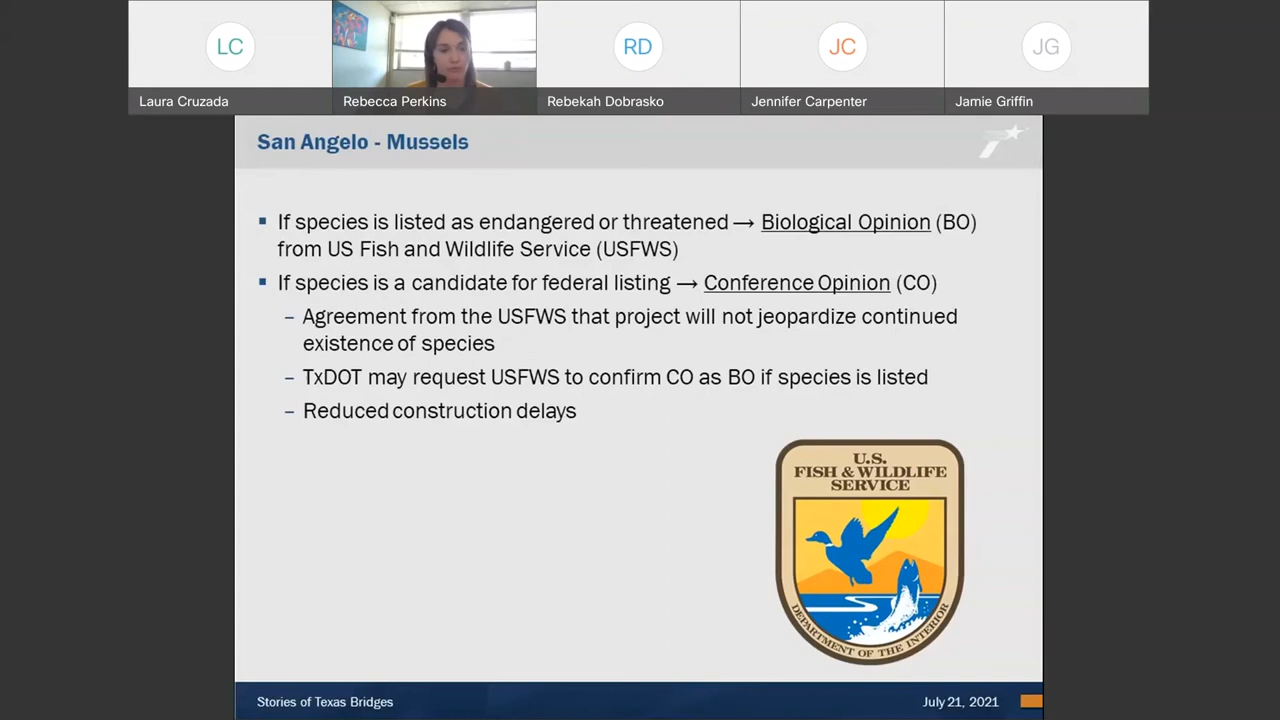 LC
RD
JC
JG
Laura Cruzada
Rebecca Perkins
Rebekah Dobrasko
Jennifer Carpenter
Jamie Griffin
San Angelo - Mussels
▪ If species is listed as endangered or threatened → Biological Opinion (BO)
from US Fish and Wildlife Service (USFWS)
▪ If species is a candidate for federal listing → Conference Opinion (CO)
– Agreement from the USFWS that project will not jeopardize continued
existence of species
– TxDOT may request USFWS to confirm CO as BO if species is listed
– Reduced construction delays
U.S.
FISH & WILDLIFE
SERVICE
DEPARTMENT OF THE INTERIOR
Stories of Texas Bridges
July 21, 2021